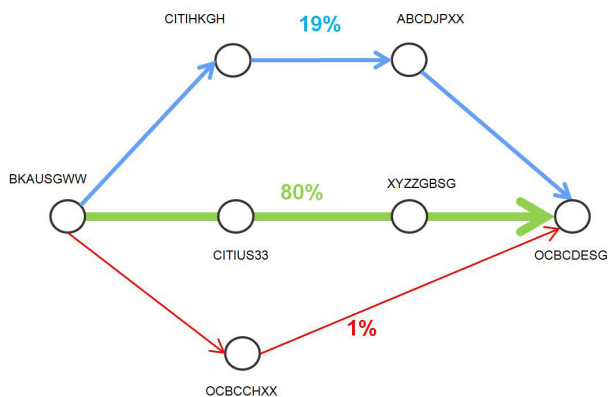 CITIHKGH
19%
ABCDJPXX
BKAUSGWW
80%
XYZZGBSG
CITIUS33
OCBCDESG
1%
OCBCCHXX